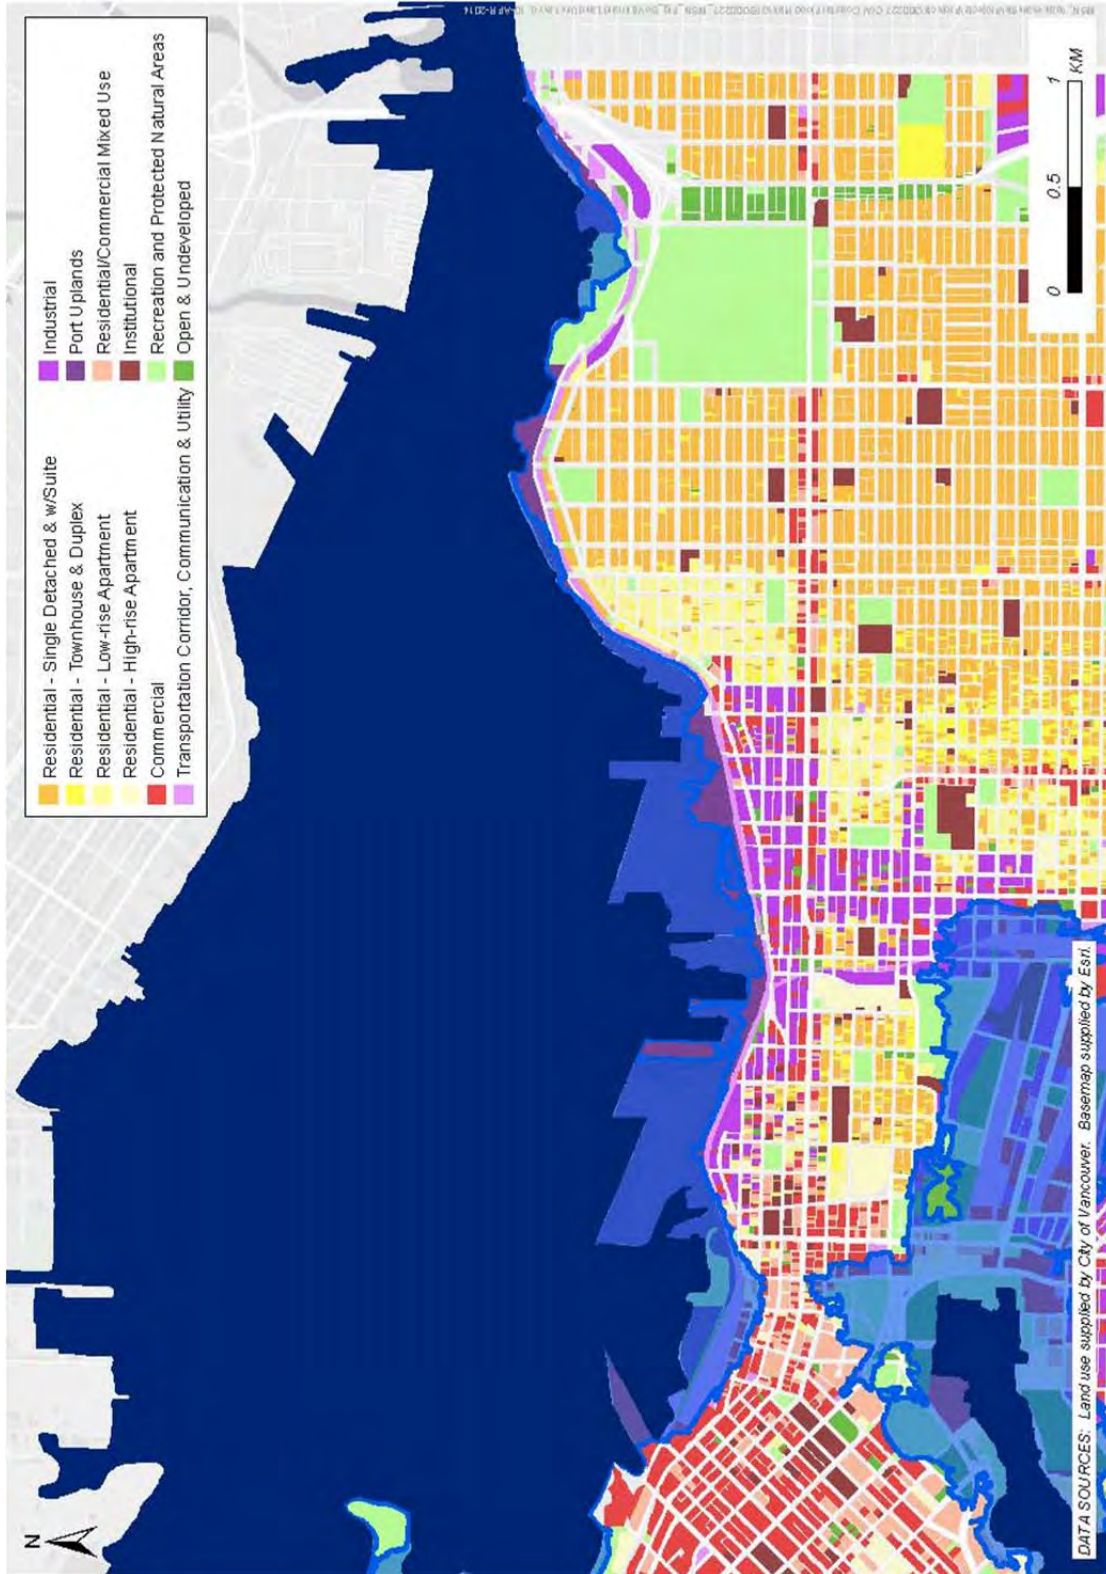 Residential - Single Detached & w/Suite
Residential - Townhouse & Duplex
Residential - Low-rise Apartment
Residential - High-rise Apartment
Commercial
Transportation Corridor, Communication & Utility
Industrial
Port Uplands
Residential/Commercial Mixed Use
Institutional
Recreation and Protected Natural Areas
Open & Undeveloped
N
0 0.5 1
KM
DATA SOURCES: Land use supplied by City of Vancouver. Basemap supplied by Esri.